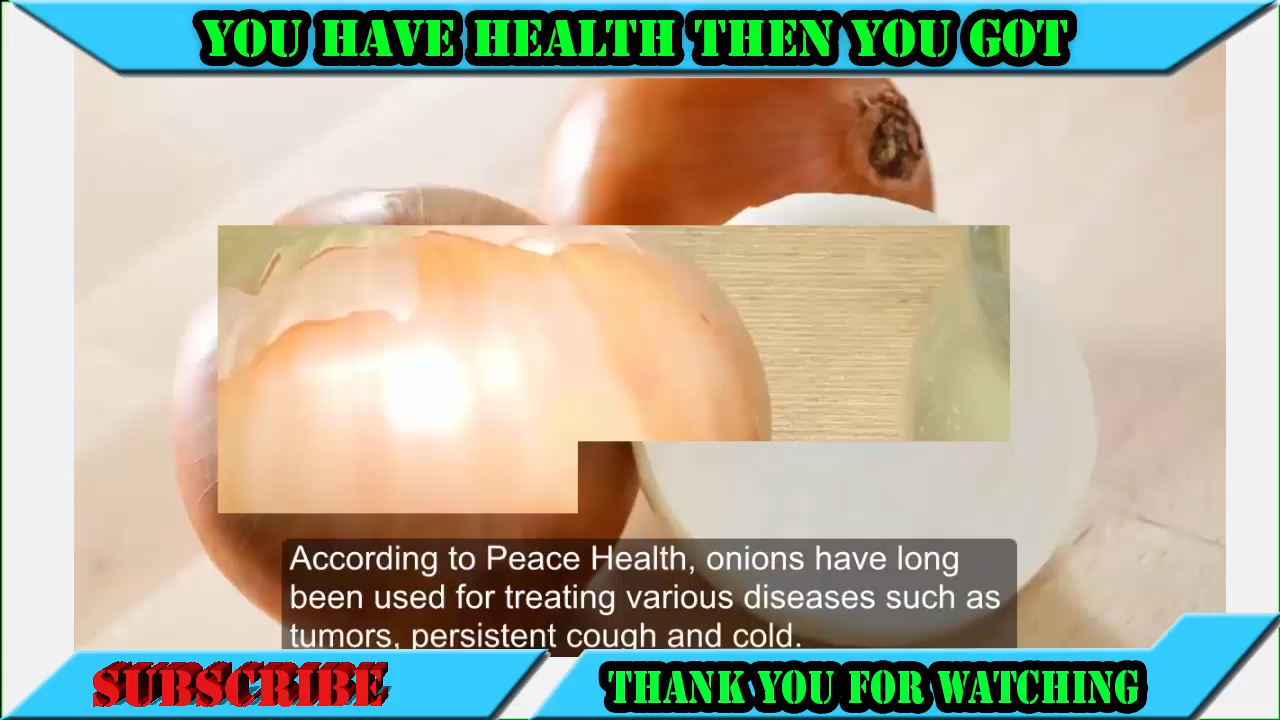 YOU HAVE HEALTH THEN YOU GOT
According to Peace Health, onions have long
been used for treating various diseases such as
tumors, persistent cough and cold.
SUBSCRIBE
THANK YOU FOR WATCHING